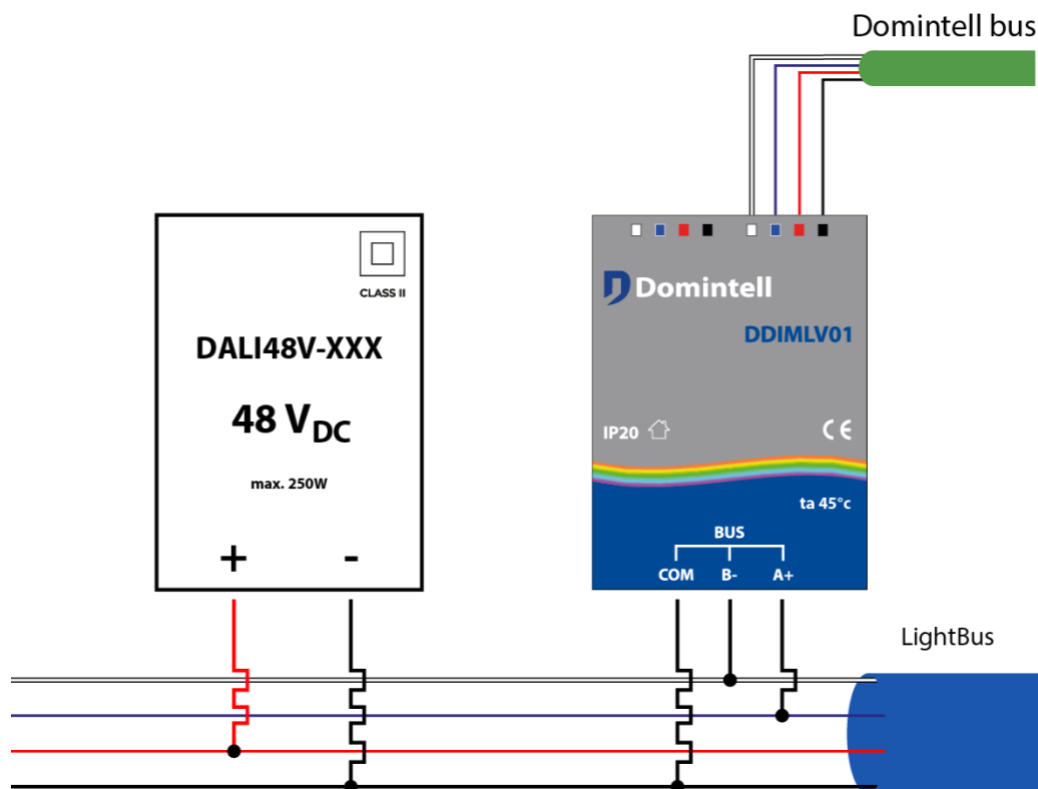 Domintell bus
CLASS II
DALI48V-XXX
48 VDC
max. 250W
+ -
Domintell
DDIMLV01
IP20 CE
ta 45°c
BUS
COM B- A+
LightBus